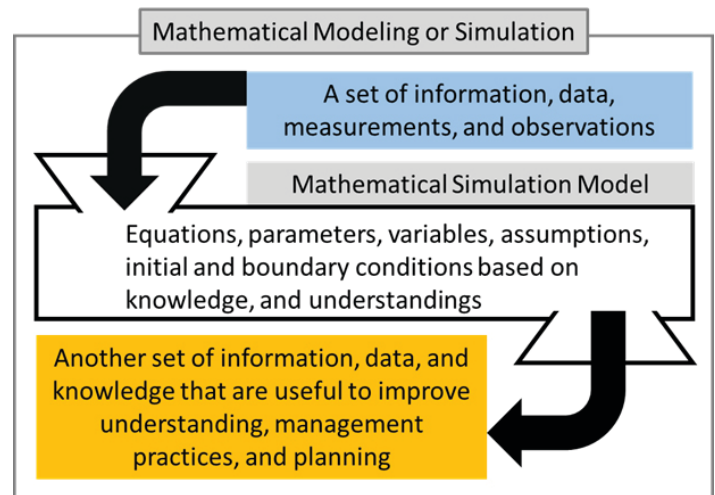 Mathematical Modeling or Simulation
A set of information, data,
measurements, and observations
Mathematical Simulation Model
Equations, parameters, variables, assumptions,
initial and boundary conditions based on
knowledge, and understandings
Another set of information, data, and
knowledge that are useful to improve
understanding, management
practices, and planning